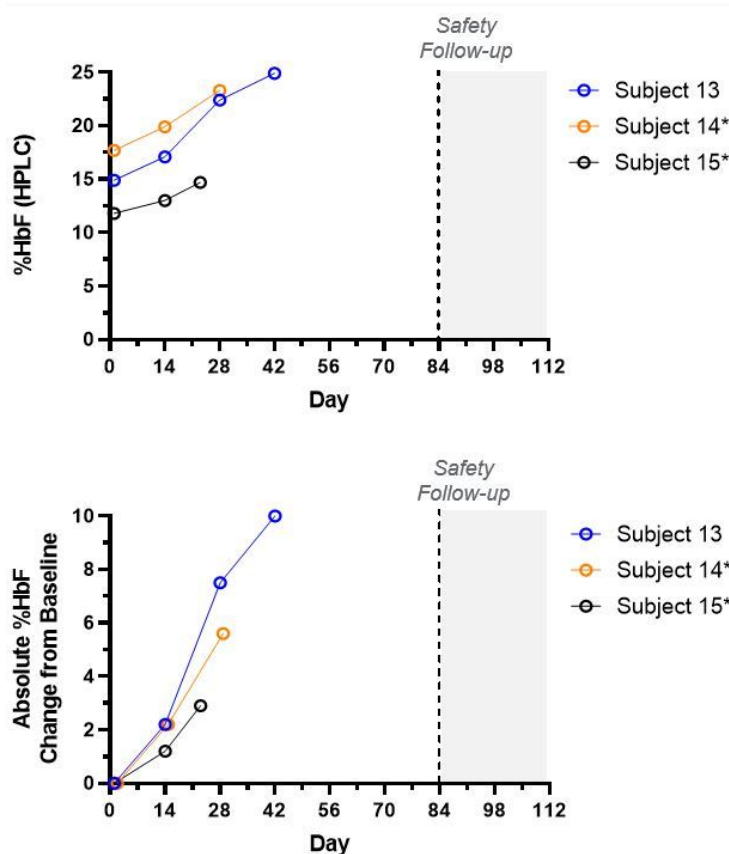 Safety
Follow-up
%HbF (HPLC)
25
20
15
10
5
0
0 14 28 42 56 70 84 98 112
Day
Subject 13
Subject 14*
Subject 15*
Safety
Follow-up
Absolute %HbF
Change from Baseline
10
8
6
4
2
0
0 14 28 42 56 70 84 98 112
Day
Subject 13
Subject 14*
Subject 15*